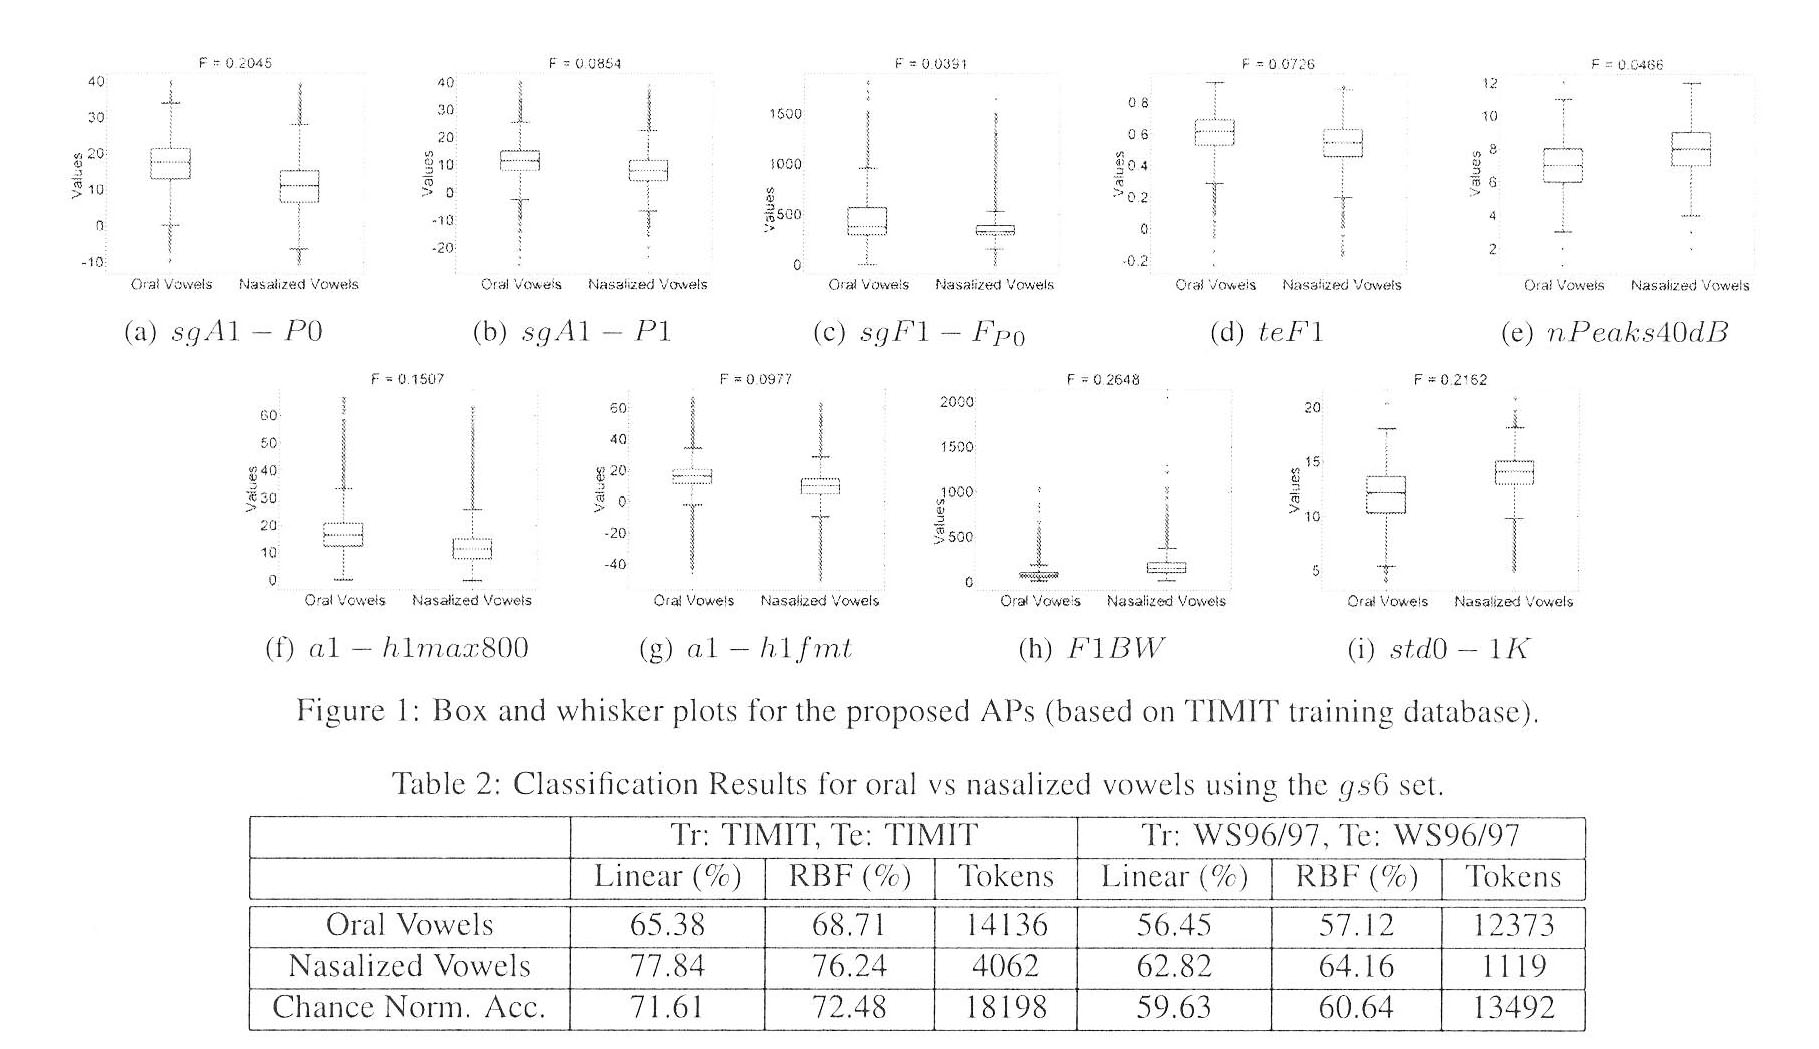 F = 0.2045
40
30
20
10
0
-10
Values
Oral Vowels Nasalized Vowels
(a) sgA1 − P0
F = 0.0854
40
30
20
10
0
-10
-20
Values
Oral Vowels Nasalized Vowels
(b) sgA1 − P1
F = 0.0391
1500
1000
500
0
Values
Oral Vowels Nasalized Vowels
(c) sgF1 − F_P0
F = 0.0726
0.8
0.6
0.4
0.2
0
-0.2
Values
Oral Vowels Nasalized Vowels
(d) teF1
F = 0.0466
12
10
8
6
4
2
Values
Oral Vowels Nasalized Vowels
(e) nPeaks40dB
F = 0.1507
60
50
40
30
20
10
0
Values
Oral Vowels Nasalized Vowels
(f) a1 − h1max800
F = 0.0977
60
40
20
0
-20
-40
Values
Oral Vowels Nasalized Vowels
(g) a1 − h1fmt
F = 0.2648
2000
1500
1000
500
0
Values
Oral Vowels Nasalized Vowels
(h) F1BW
F = 0.2162
20
15
10
5
Values
Oral Vowels Nasalized Vowels
(i) std0 − 1K
Figure 1: Box and whisker plots for the proposed APs (based on TIMIT training database).
Table 2: Classification Results for oral vs nasalized vowels using the gs6 set.
Tr: TIMIT, Te: TIMIT Tr: WS96/97, Te: WS96/97
Linear (%) RBF (%) Tokens Linear (%) RBF (%) Tokens
Oral Vowels 65.38 68.71 14136 56.45 57.12 12373
Nasalized Vowels 77.84 76.24 4062 62.82 64.16 1119
Chance Norm. Acc. 71.61 72.48 18198 59.63 60.64 13492